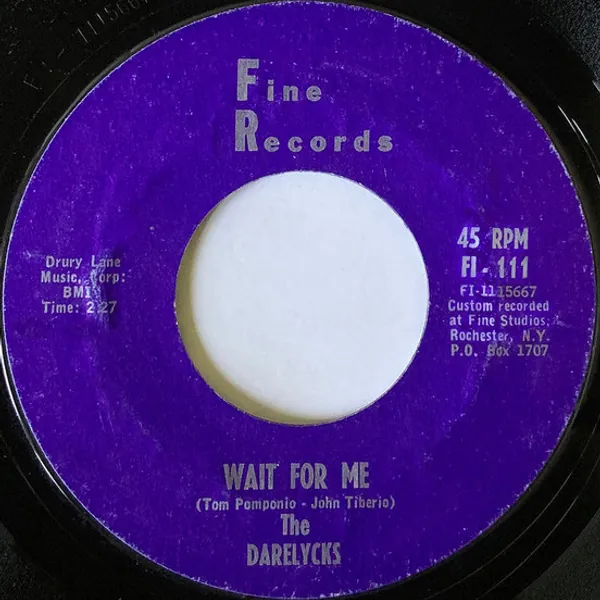 Fine
Records
45 RPM
FI - 111
FI-1115667
Custom recorded
at Fine Studios:
Rochester, N.Y.
P.O. Box 1707
Drury Lane
Music, Corp:
BMI
Time: 2:27
WAIT FOR ME
(Tom Pomponio - John Tiberio)
The
DARELYCKS